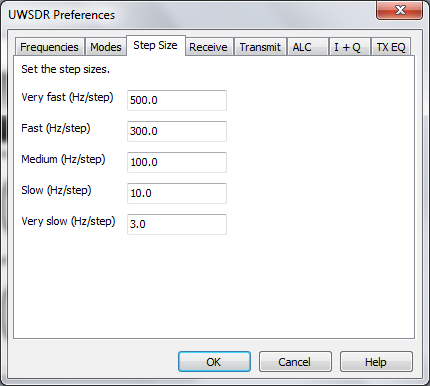 UWSDR Preferences
Frequencies Modes Step Size Receive Transmit ALC I + Q TX EQ
Set the step sizes.
Very fast (Hz/step) 500.0
Fast (Hz/step) 300.0
Medium (Hz/step) 100.0
Slow (Hz/step) 10.0
Very slow (Hz/step) 3.0
OK Cancel Help